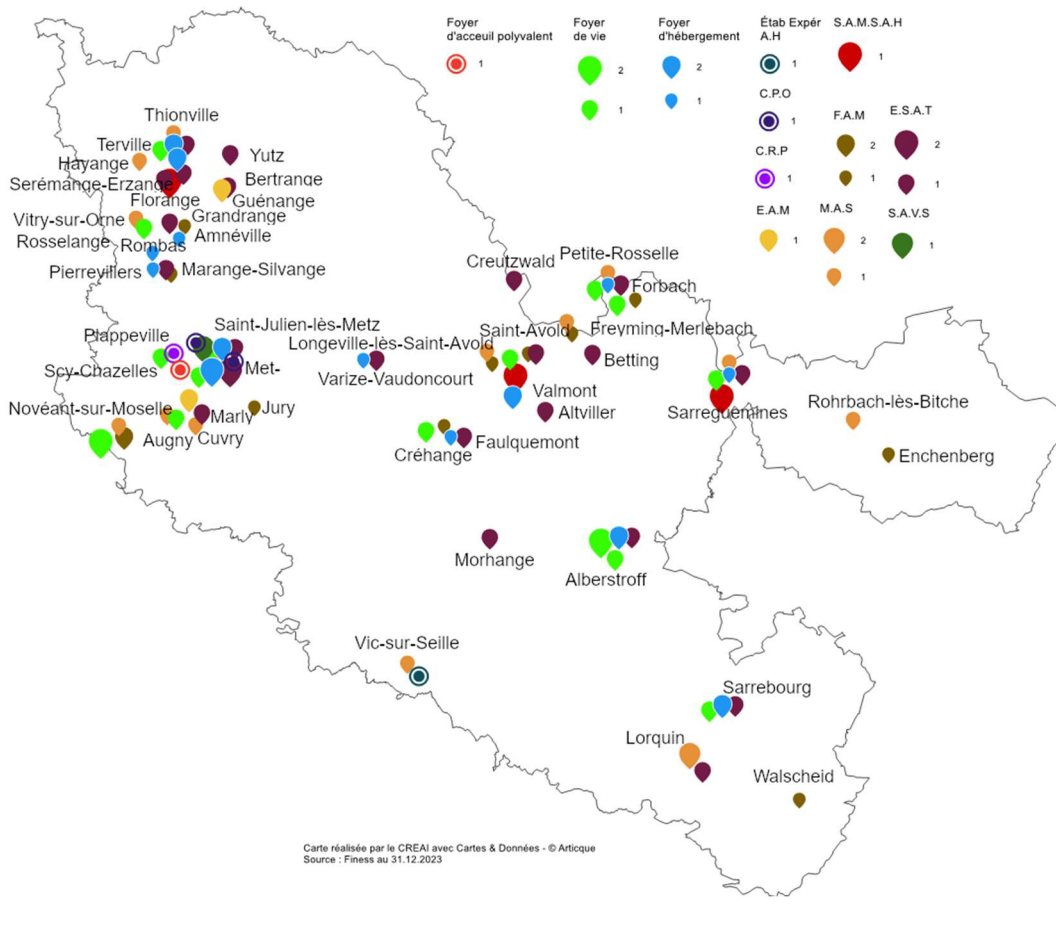 Foyer
d'acceuil polyvalent
1
Foyer
de vie
2
1
Foyer
d'hébergement
2
1
Étab Expér
A.H
1
C.P.O
1
C.R.P
1
E.A.M
1
S.A.M.S.A.H
1
F.A.M
2
1
M.A.S
2
1
E.S.A.T
2
1
S.A.V.S
1
Thionville
Terville
Hayange
Yutz
Serémange-Erzange
Bertrange
Florange
Guénange
Vitry-sur-Orne
Grandrange
Rosselange
Rombas
Amnéville
Pierrevillers
Marange-Silvange
Creutzwald
Petite-Rosselle
Forbach
Plappeville
Saint-Julien-lès-Metz
Longeville-lès-Saint-Avold
Saint-Avold
Freyming-Merlebach
Scy-Chazelles
Met-
Varize-Vaudoncourt
Betting
Valmont
Altviller
Novéant-sur-Moselle
Marly
Jury
Augny
Cuvry
Créhange
Faulquemont
Sarreguemines
Rohrbach-lès-Bitche
Enchenberg
Morhange
Alberstroff
Vic-sur-Seille
Sarrebourg
Lorquin
Walscheid
Carte réalisée par le CREAI avec Cartes & Données - © Articque
Source : Finess au 31.12.2023